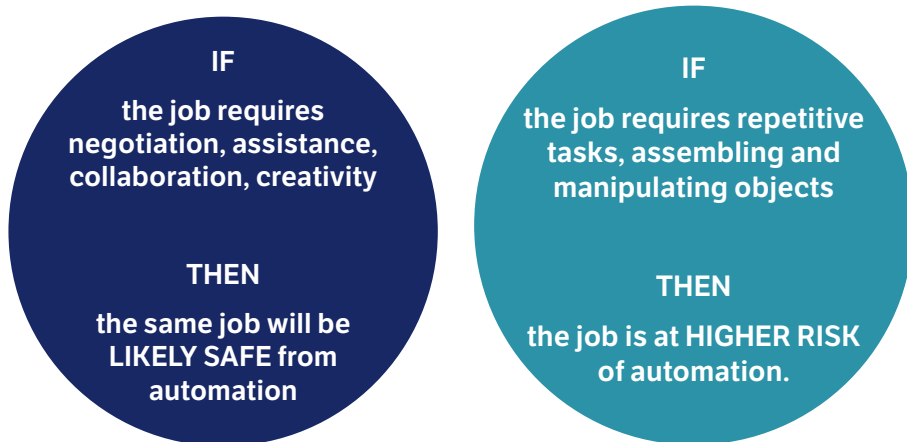 IF
the job requires
negotiation, assistance,
collaboration, creativity
THEN
the same job will be
LIKELY SAFE from
automation
IF
the job requires repetitive
tasks, assembling and
manipulating objects
THEN
the job is at HIGHER RISK
of automation.